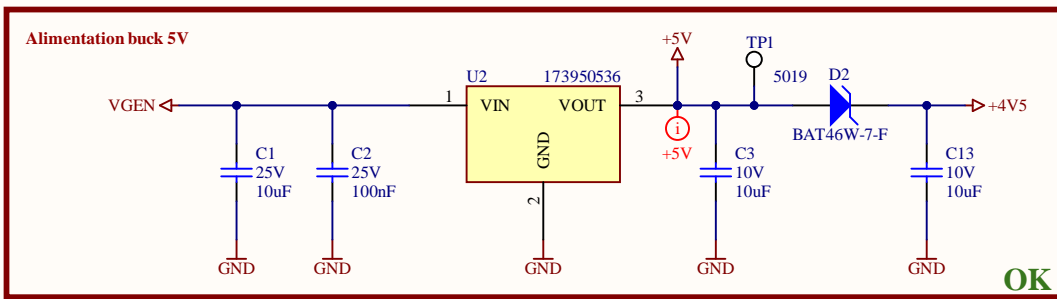 Alimentation buck 5V
VGEN
U2
173950536
1
VIN
VOUT
3
GND
2
+5V
i
+5V
TP1
5019
D2
BAT46W-7-F
+4V5
C1
25V
10uF
C2
25V
100nF
C3
10V
10uF
C13
10V
10uF
GND
GND
GND
GND
GND
OK